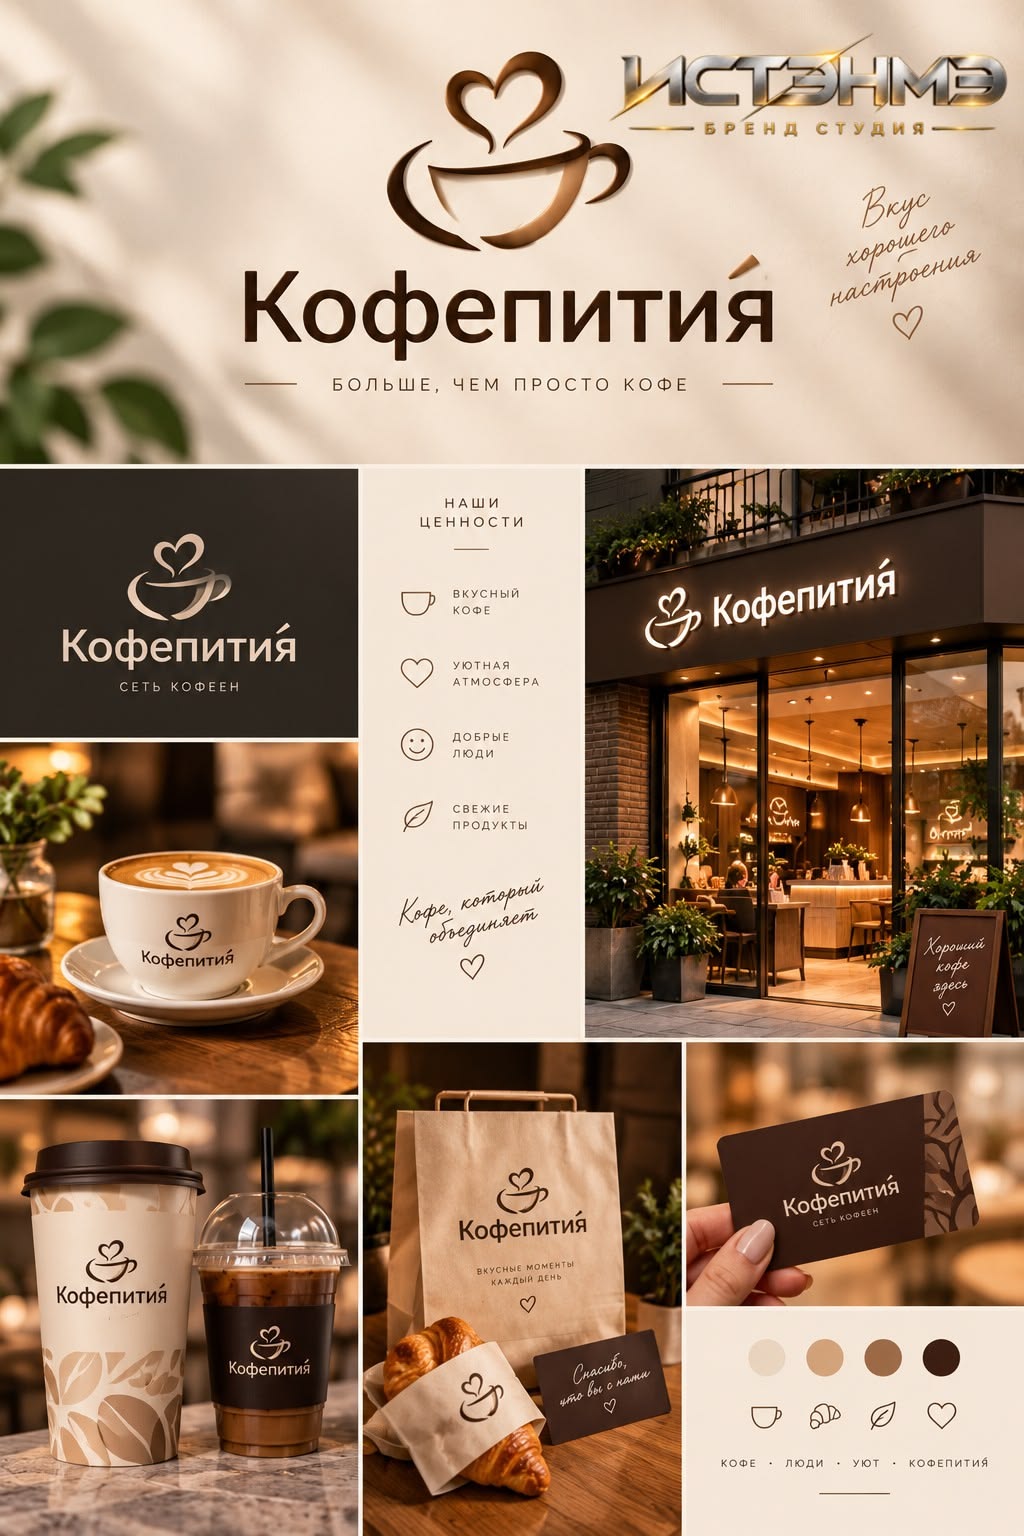 ИСТЭНМЭ
БРЕНД СТУДИЯ
Вкус
хорошего
настроения
Кофепития́
БОЛЬШЕ, ЧЕМ ПРОСТО КОФЕ
Кофепития́
СЕТЬ КОФЕЕН
НАШИ
ЦЕННОСТИ
ВКУСНЫЙ
КОФЕ
УЮТНАЯ
АТМОСФЕРА
ДОБРЫЕ
ЛЮДИ
СВЕЖИЕ
ПРОДУКТЫ
Кофе, который
объединяет
Кофепития́
Хороший
кофе
здесь
Кофепития́
Кофепития́
Кофепития́
Кофепития́
ВКУСНЫЕ МОМЕНТЫ
КАЖДЫЙ ДЕНЬ
Спасибо,
что вы с нами
Кофепития́
СЕТЬ КОФЕЕН
КОФЕ · ЛЮДИ · УЮТ · КОФЕПИТИЯ́